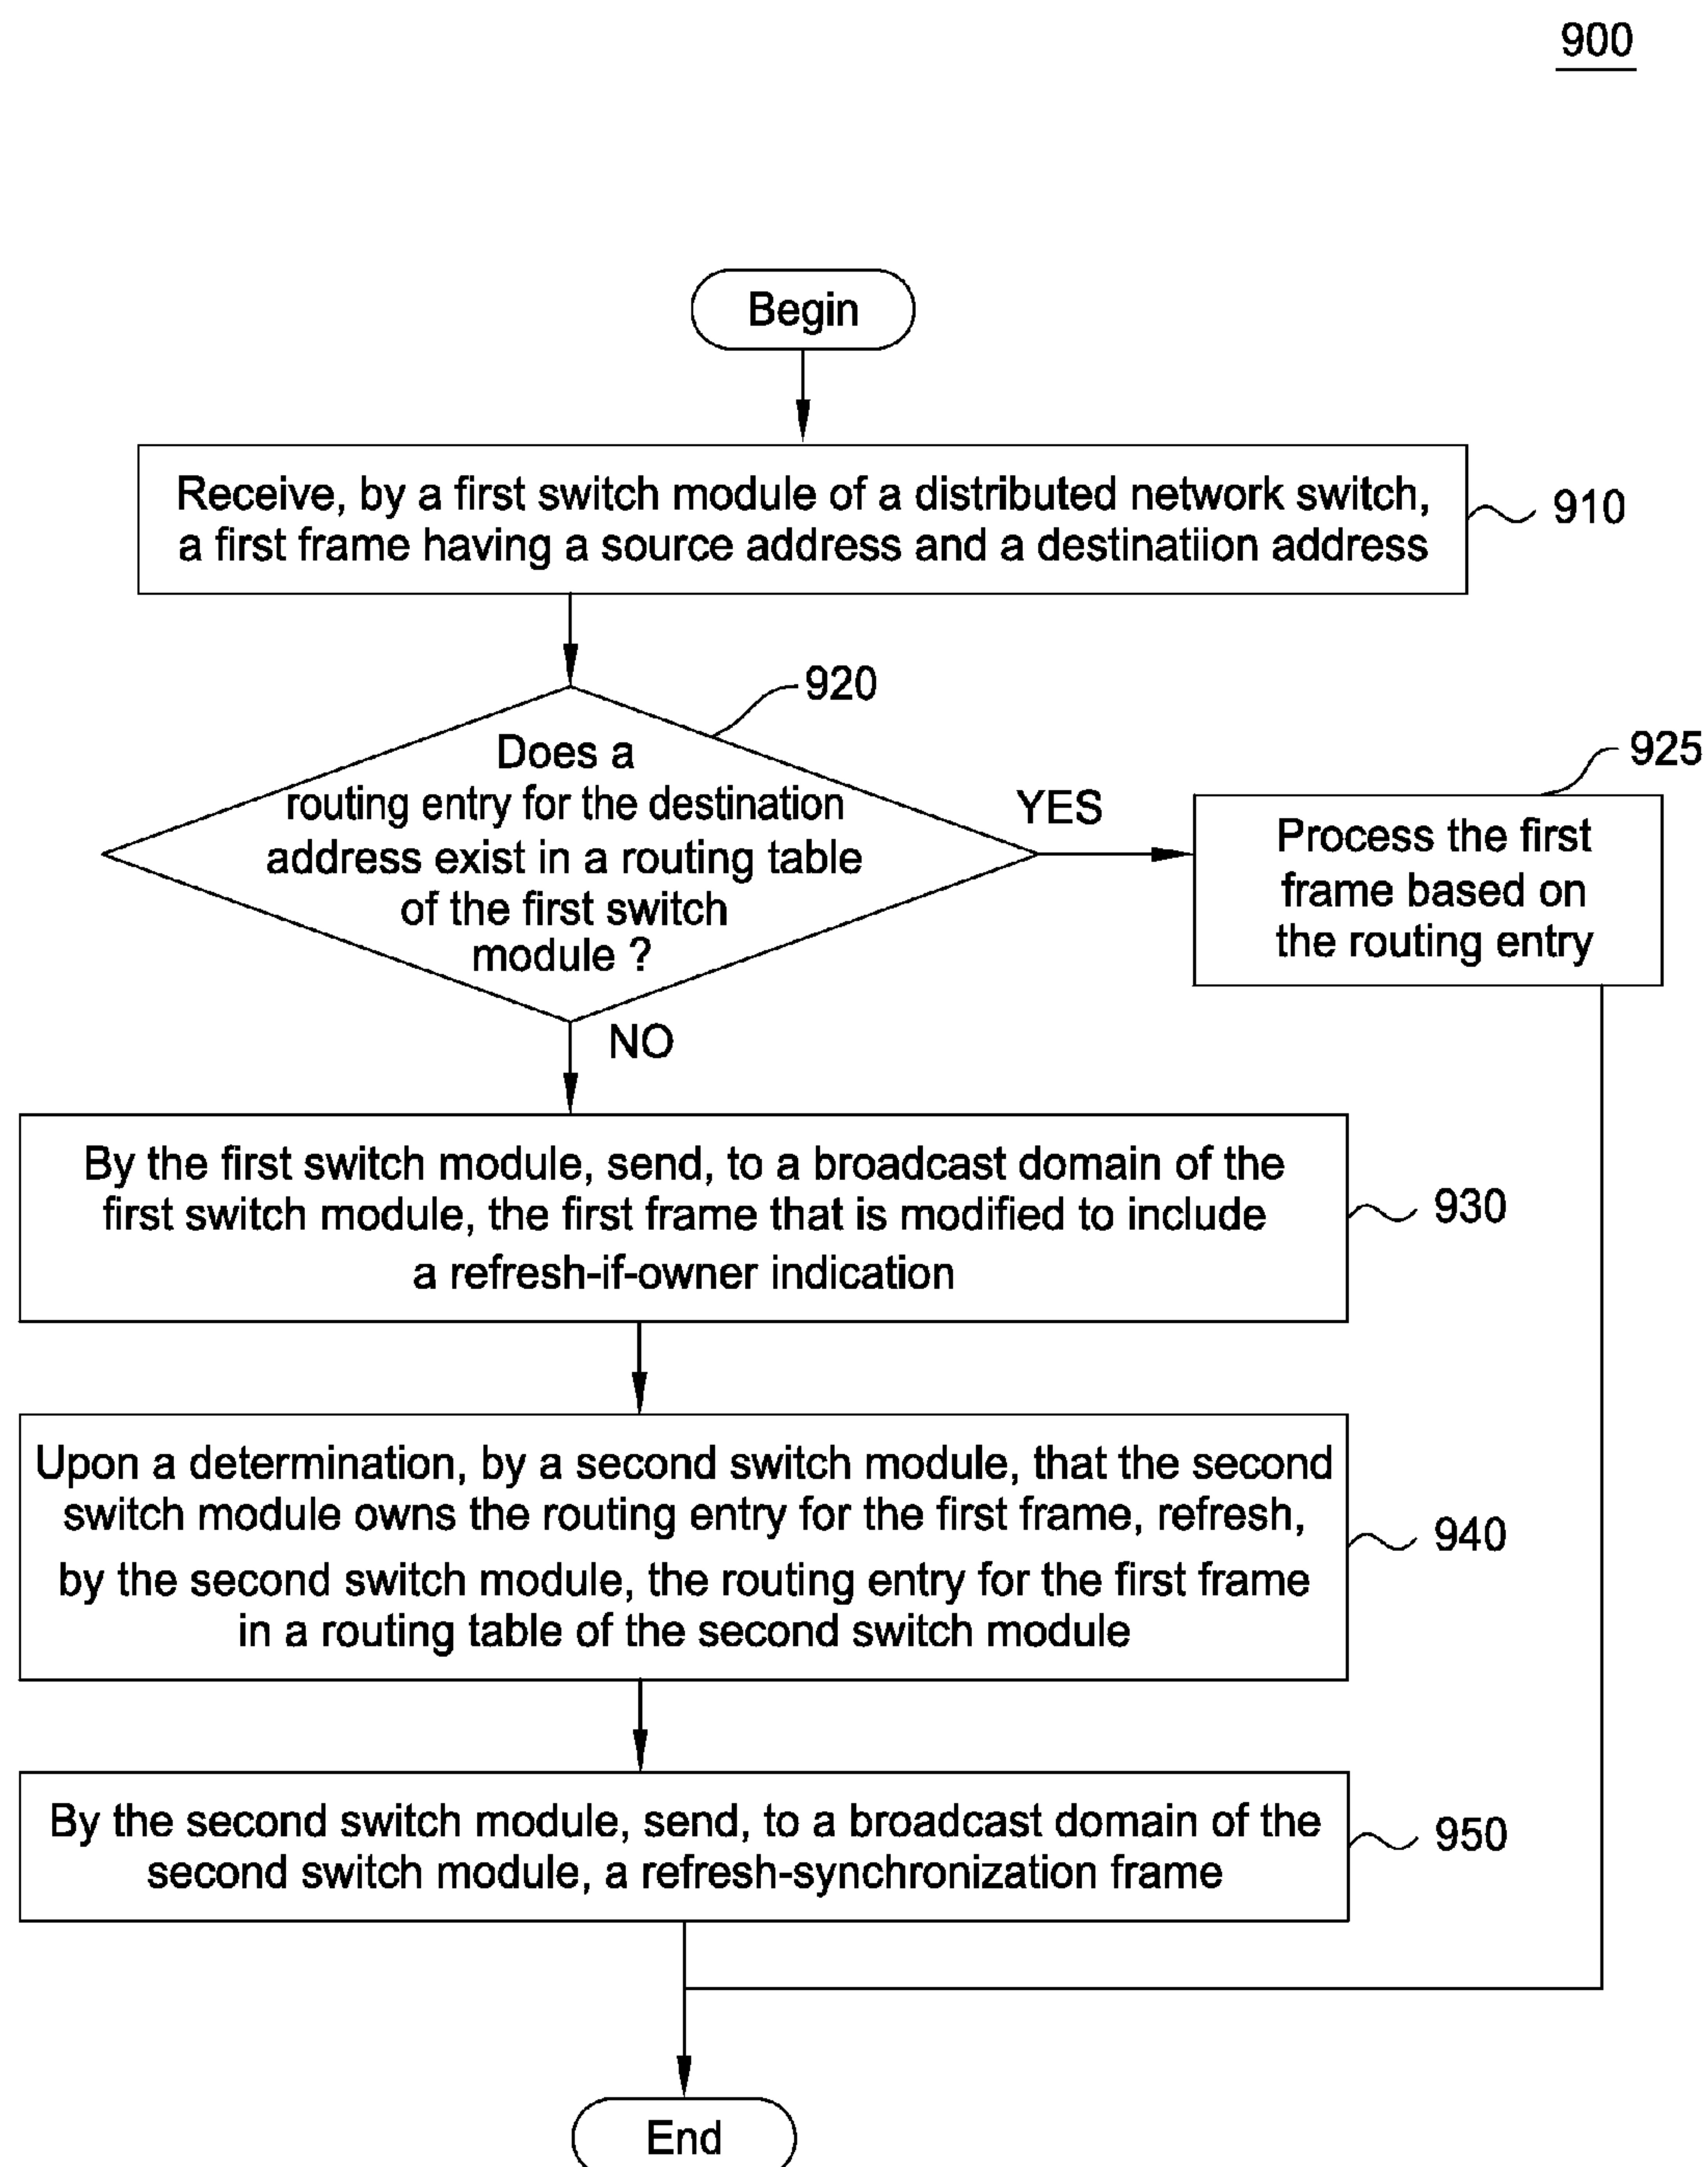 900
Begin
Receive, by a first switch module of a distributed network switch,
a first frame having a source address and a destinatiion address
910
920
Does a
routing entry for the destination
address exist in a routing table
of the first switch
module ?
YES
925
Process the first
frame based on
the routing entry
NO
By the first switch module, send, to a broadcast domain of the
first switch module, the first frame that is modified to include
a refresh-if-owner indication
930
Upon a determination, by a second switch module, that the second
switch module owns the routing entry for the first frame, refresh,
by the second switch module, the routing entry for the first frame
in a routing table of the second switch module
940
By the second switch module, send, to a broadcast domain of the
second switch module, a refresh-synchronization frame
950
End